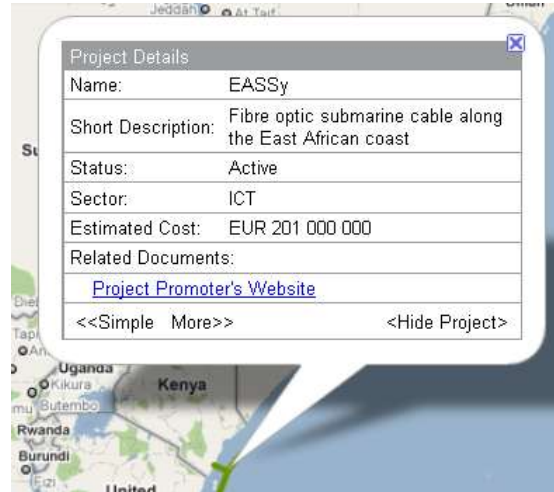 Jeddah
At Taif
Project Details
Name: EASSy
Short Description: Fibre optic submarine cable along
the East African coast
Status: Active
Sector: ICT
Estimated Cost: EUR 201 000 000
Related Documents:
Project Promoter's Website
<<Simple More>> <Hide Project>
Uganda
Kikura
Kenya
Butembo
Rwanda
Burundi
United